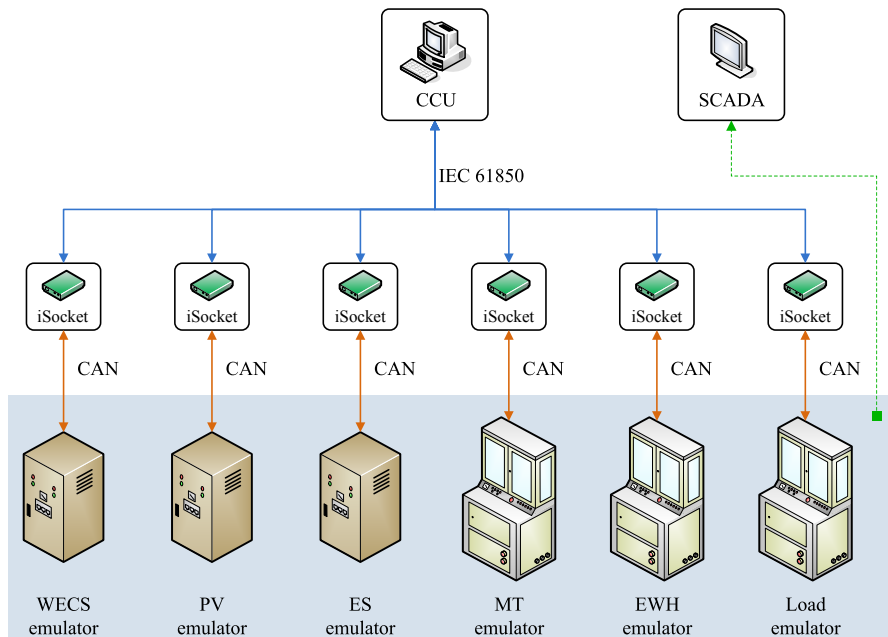 CCU
SCADA
IEC 61850
iSocket
iSocket
iSocket
iSocket
iSocket
iSocket
CAN
CAN
CAN
CAN
CAN
CAN
WECS
emulator
PV
emulator
ES
emulator
MT
emulator
EWH
emulator
Load
emulator